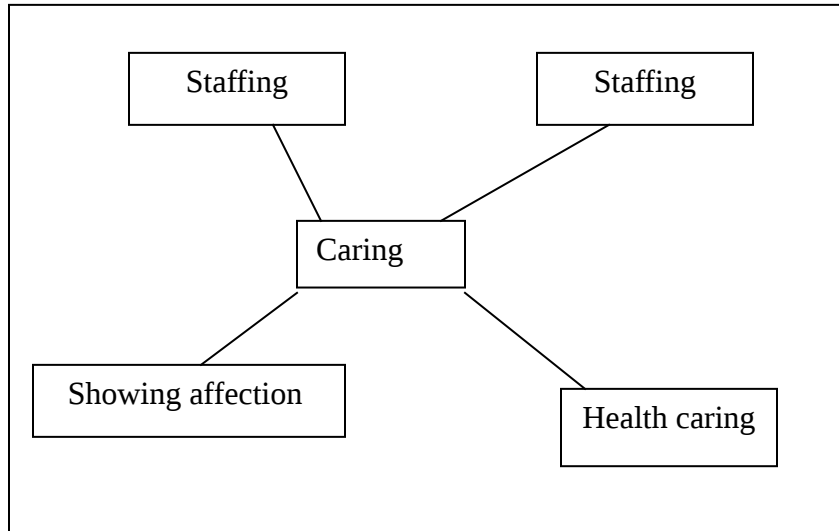 Staffing
Staffing
Caring
Showing affection
Health caring